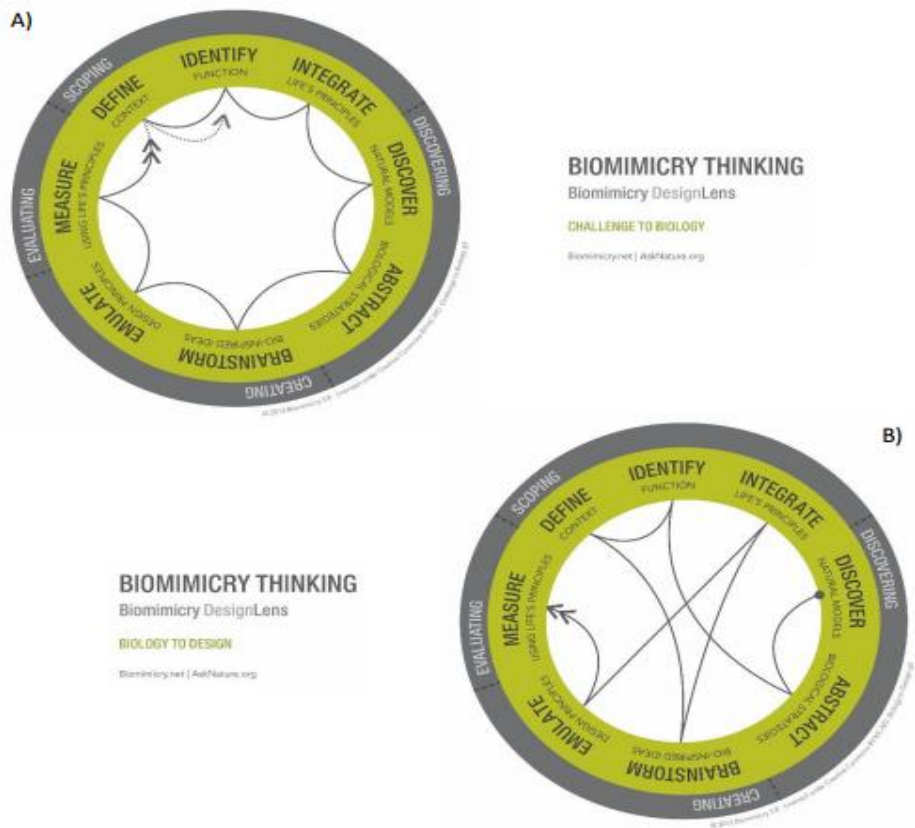 A)
SCOPING
DISCOVERING
CREATING
EVALUATING
DEFINE
CONTEXT
IDENTIFY
FUNCTION
INTEGRATE
LIFE'S PRINCIPLES
DISCOVER
NATURAL MODELS
ABSTRACT
BIOLOGICAL STRATEGIES
BRAINSTORM
BIO-INSPIRED IDEAS
EMULATE
DESIGN PRINCIPLES
MEASURE
USING LIFE'S PRINCIPLES
BIOMIMICRY THINKING
Biomimicry DesignLens
CHALLENGE TO BIOLOGY
Biomimicry.net | AskNature.org
B)
SCOPING
DISCOVERING
CREATING
EVALUATING
DEFINE
CONTEXT
IDENTIFY
FUNCTION
INTEGRATE
LIFE'S PRINCIPLES
DISCOVER
NATURAL MODELS
ABSTRACT
BIOLOGICAL STRATEGIES
BRAINSTORM
BIO-INSPIRED IDEAS
EMULATE
DESIGN PRINCIPLES
MEASURE
USING LIFE'S PRINCIPLES
BIOMIMICRY THINKING
Biomimicry DesignLens
BIOLOGY TO DESIGN
Biomimicry.net | AskNature.org